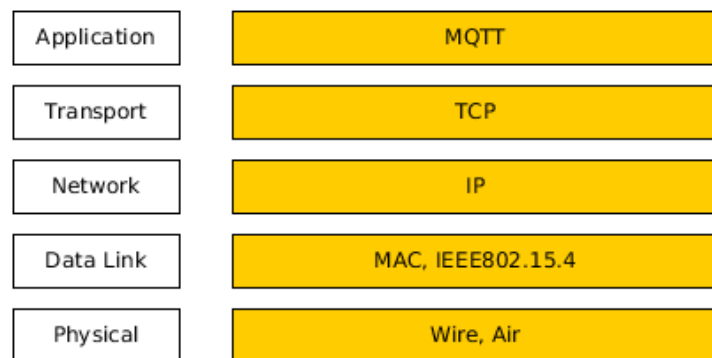 Application MQTT
Transport TCP
Network IP
Data Link MAC, IEEE802.15.4
Physical Wire, Air